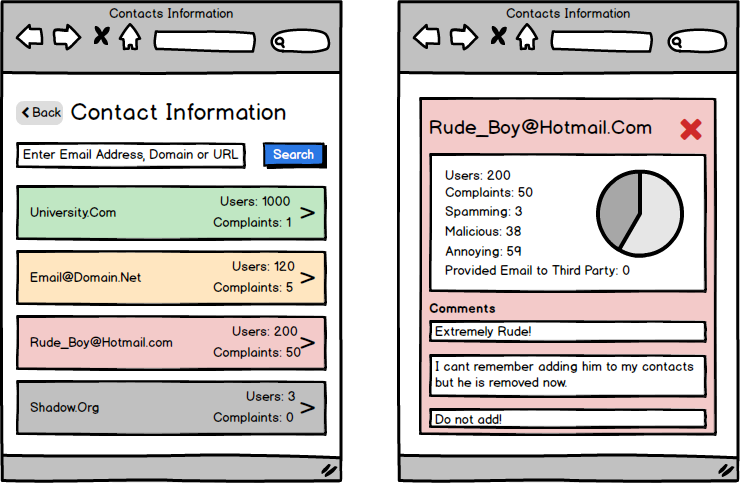 Contacts Information
Back
Contact Information
Enter Email Address, Domain or URL
Search
University.Com
Users: 1000
Complaints: 1
Email@Domain.Net
Users: 120
Complaints: 5
Rude_Boy@Hotmail.com
Users: 200
Complaints: 50
Shadow.Org
Users: 3
Complaints: 0
Contacts Information
Rude_Boy@Hotmail.Com
Users: 200
Complaints: 50
Spamming: 3
Malicious: 38
Annoying: 59
Provided Email to Third Party: 0
Comments
Extremely Rude!
I cant remember adding him to my contacts
but he is removed now.
Do not add!